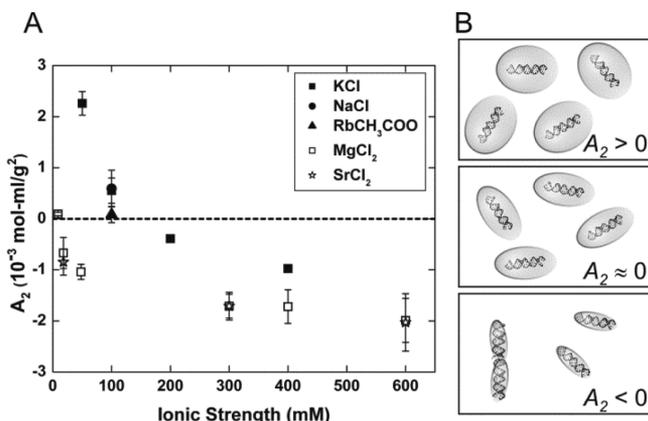 A
B
3
2
1
0
-1
-2
-3
A₂ (10⁻³ mol-ml/g²)
KCl
NaCl
RbCH₃COO
MgCl₂
SrCl₂
0 100 200 300 400 500 600
Ionic Strength (mM)
A₂ > 0
A₂ ≈ 0
A₂ < 0